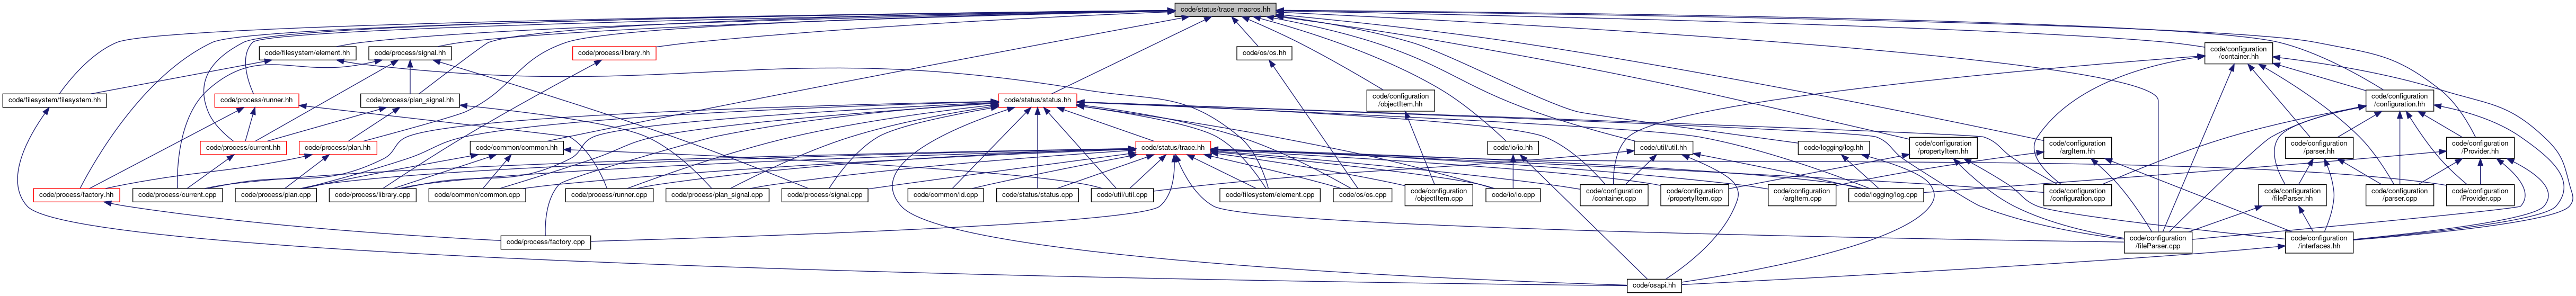 code/status/trace_macros.hh
code/filesystem/element.hh
code/process/signal.hh
code/process/library.hh
code/os/os.hh
code/configuration
/container.hh
code/filesystem/filesystem.hh
code/process/runner.hh
code/process/plan_signal.hh
code/status/status.hh
code/configuration
/objectItem.hh
code/configuration
/configuration.hh
code/process/current.hh
code/process/plan.hh
code/common/common.hh
code/status/trace.hh
code/io/io.hh
code/util/util.hh
code/logging/log.hh
code/configuration
/propertyItem.hh
code/configuration
/argItem.hh
code/configuration
/parser.hh
code/configuration
/Provider.hh
code/process/factory.hh
code/process/current.cpp
code/process/plan.cpp
code/process/library.cpp
code/common/common.cpp
code/util/util.cpp
code/process/runner.cpp
code/process/plan_signal.cpp
code/process/signal.cpp
code/common/id.cpp
code/status/status.cpp
code/filesystem/element.cpp
code/os/os.cpp
code/configuration
/objectItem.cpp
code/io/io.cpp
code/configuration
/container.cpp
code/configuration
/propertyItem.cpp
code/configuration
/argItem.cpp
code/logging/log.cpp
code/configuration
/configuration.cpp
code/configuration
/fileParser.hh
code/configuration
/parser.cpp
code/configuration
/Provider.cpp
code/process/factory.cpp
code/configuration
/fileParser.cpp
code/configuration
/interfaces.hh
code/osapi.hh